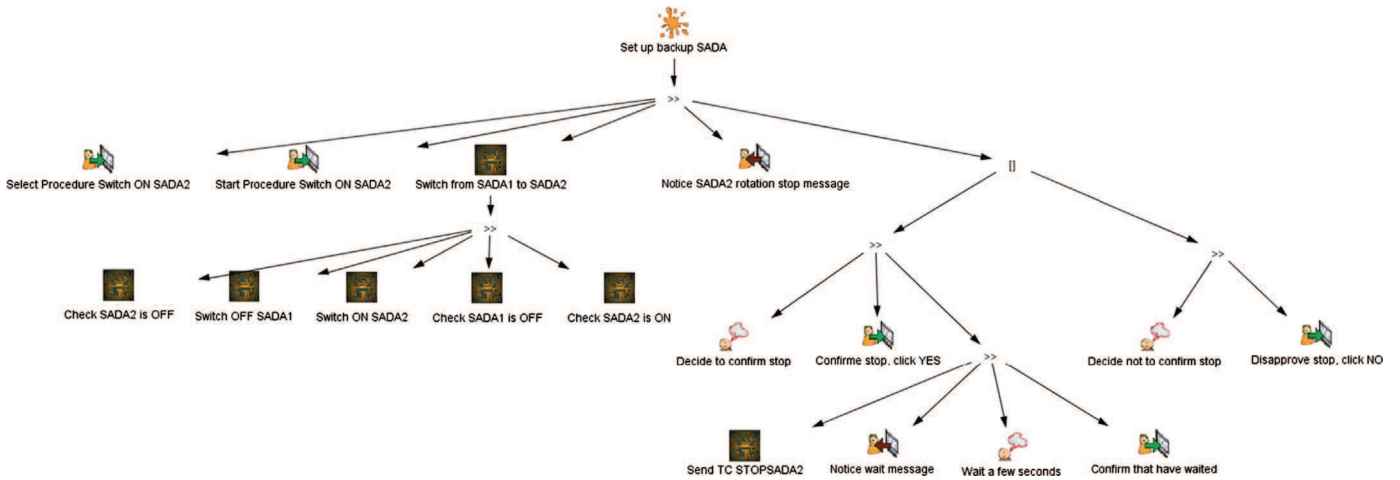 Set up backup SADA
>>
Select Procedure Switch ON SADA2
Start Procedure Switch ON SADA2
Switch from SADA1 to SADA2
Notice SADA2 rotation stop message
[]
>>
>>
>>
Check SADA2 is OFF
Switch OFF SADA1
Switch ON SADA2
Check SADA1 is OFF
Check SADA2 is ON
Decide to confirm stop
Confirme stop, click YES
>>
Decide not to confirm stop
Disapprove stop, click NO
Send TC STOPSADA2
Notice wait message
Wait a few seconds
Confirm that have waited